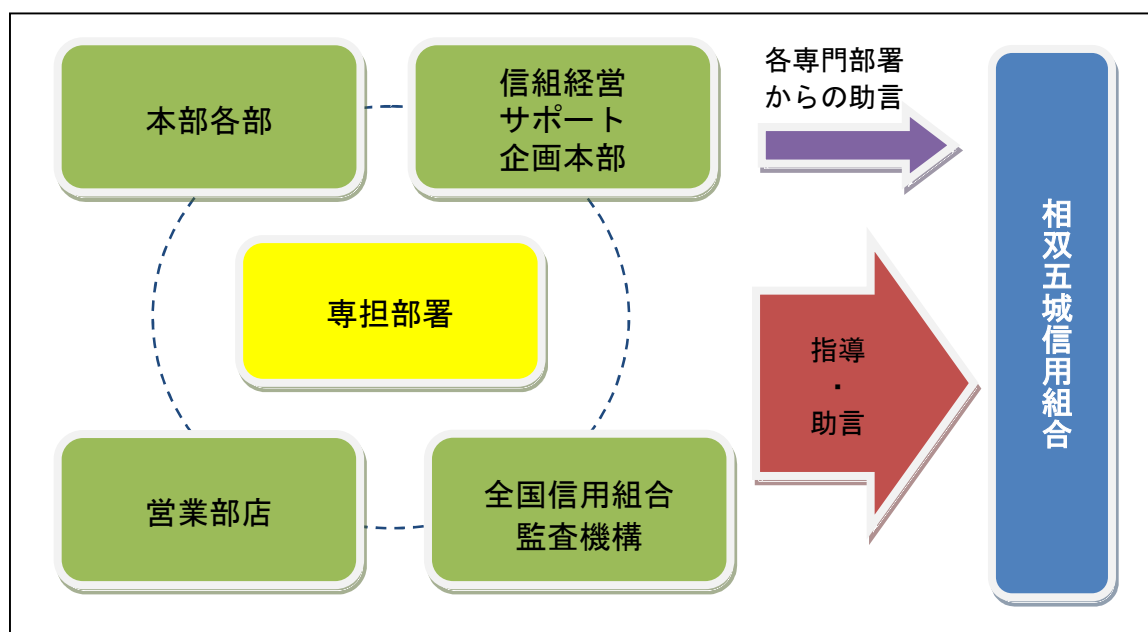 本部各部
信組経営
サポート
企画本部
各専門部署
からの助言
専担部署
指導
・
助言
営業部店
全国信用組合
監査機構
相双五城信用組合